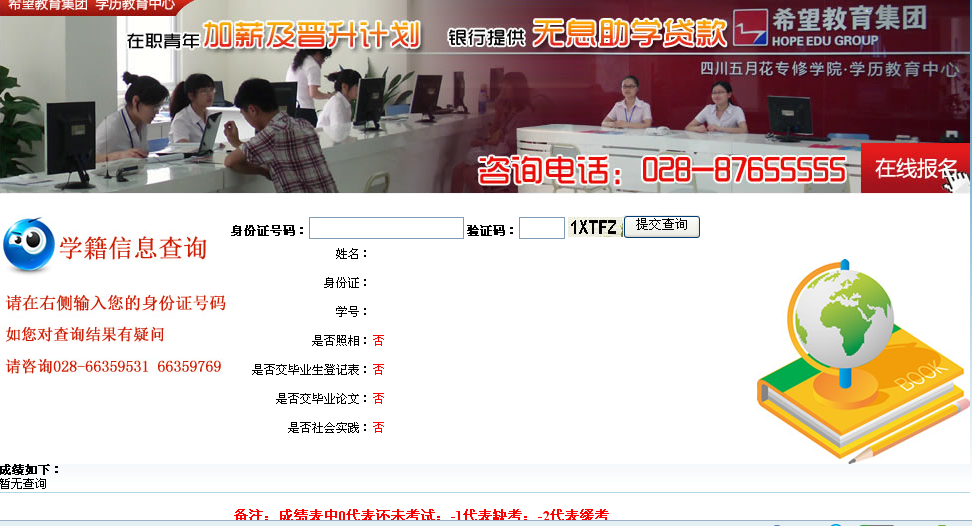 希望教育集团 学历教育中心
在职青年 加薪及晋升计划 银行提供 无息助学贷款
希望教育集团
HOPE EDU GROUP
四川五月花专修学院·学历教育中心
咨询电话：028-87655555
在线报名
学籍信息查询
身份证号码： 验证码： 1XTFZ 提交查询
姓名：
身份证：
学号：
请在右侧输入您的身份证号码
如您对查询结果有疑问
请咨询028-66359531 66359769
是否照相：否
是否交毕业生登记表：否
是否交毕业论文：否
是否社会实践：否
BOOK
成绩如下：
暂无查询
备注：成绩表中0代表还未考试；-1代表缺考；-2代表缓考